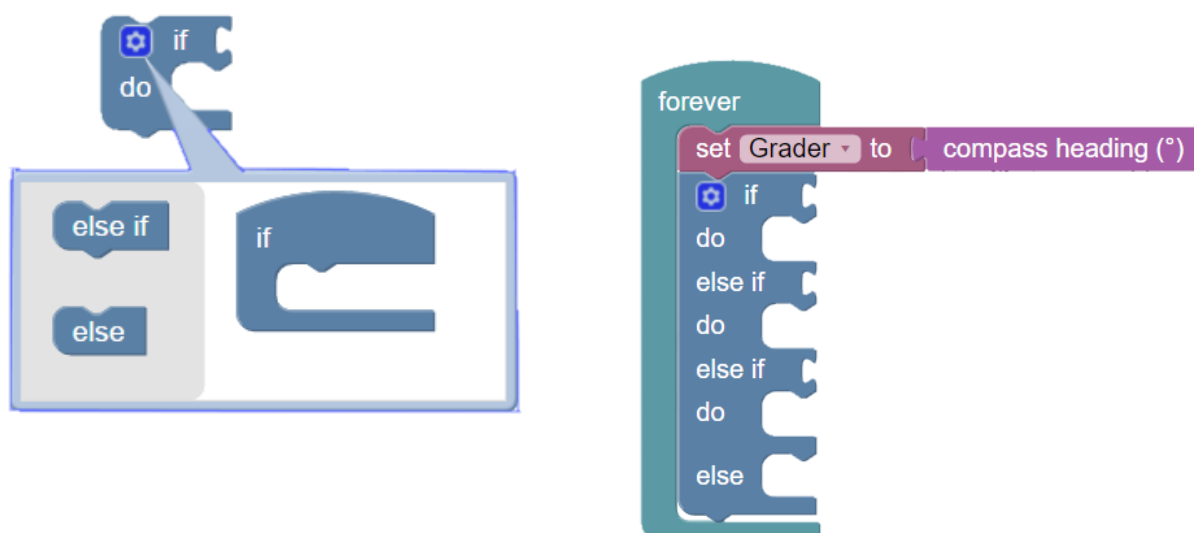 if
do
else if
if
else
forever
set Grader to compass heading (°)
if
do
else if
do
else if
do
else